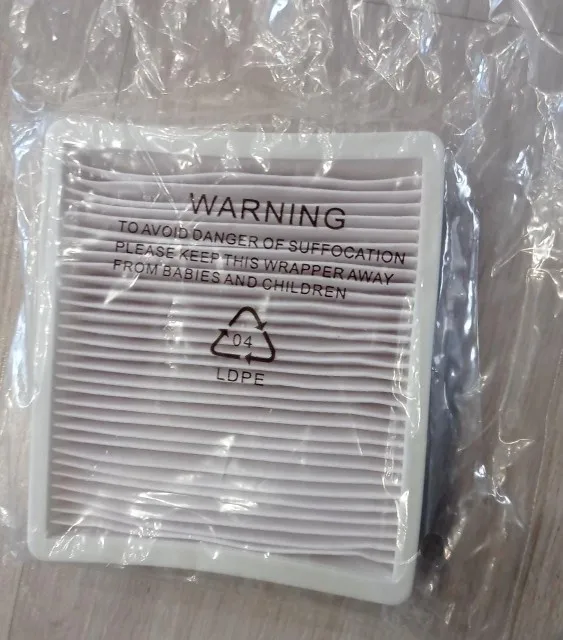 WARNING
TO AVOID DANGER OF SUFFOCATION
PLEASE KEEP THIS WRAPPER AWAY
FROM BABIES AND CHILDREN
04
LDPE